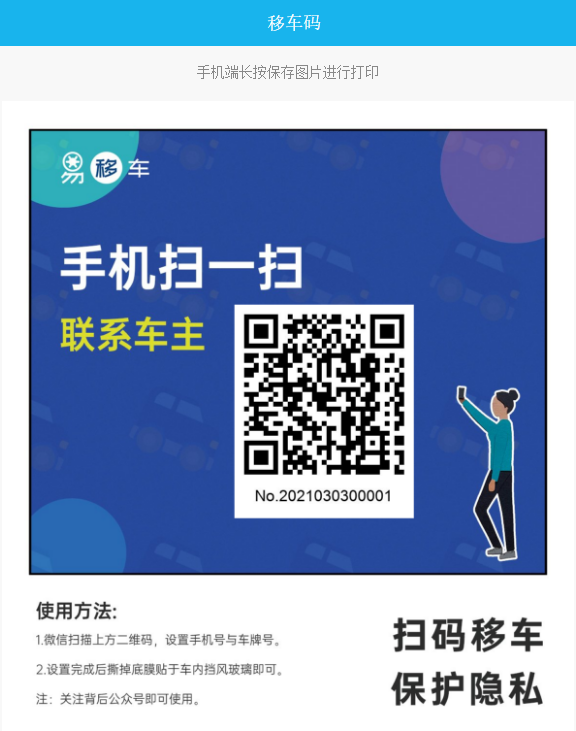 移车码
手机端长按保存图片进行打印
易移车
手机扫一扫
联系车主
No.2021030300001
使用方法:
1.微信扫描上方二维码，设置手机号与车牌号。
2.设置完成后撕掉底膜贴于车内挡风玻璃即可。
注：关注背后公众号即可使用。
扫码移车
保护隐私